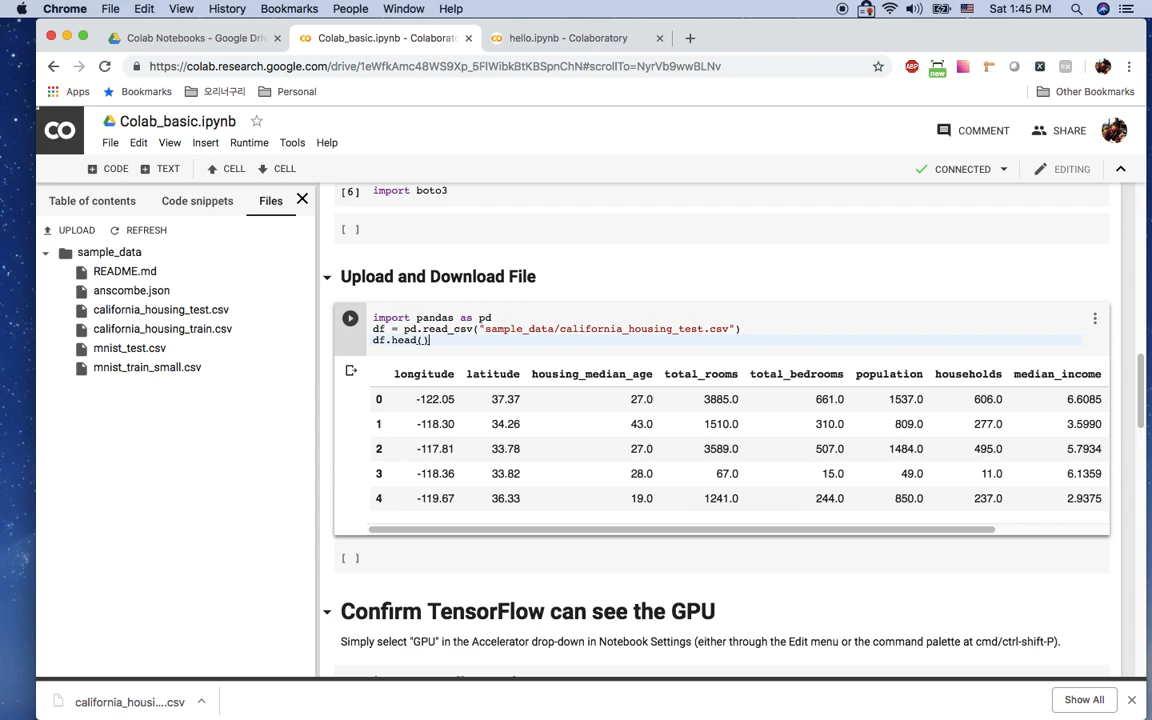 Chrome File Edit View History Bookmarks People Window Help Sat 1:45 PM
Colab Notebooks - Google Dri Colab_basic.ipynb - Colaborato hello.ipynb - Colaboratory
https://colab.research.google.com/drive/1eWfkAmc48WS9Xp_5FIWibkBtKBSpnChN#scrollTo=NyrVb9wwBLNv
ABP new
Apps Bookmarks 오리너구리 Personal Other Bookmarks
CO Colab_basic.ipynb COMMENT SHARE
File Edit View Insert Runtime Tools Help
CODE TEXT CELL CELL CONNECTED EDITING
Table of contents Code snippets Files
UPLOAD REFRESH
sample_data
README.md
anscombe.json
california_housing_test.csv
california_housing_train.csv
mnist_test.csv
mnist_train_small.csv
[6] import boto3
[ ]
Upload and Download File
import pandas as pd
df = pd.read_csv("sample_data/california_housing_test.csv")
df.head()
longitude latitude housing_median_age total_rooms total_bedrooms population households median_income
0 -122.05 37.37 27.0 3885.0 661.0 1537.0 606.0 6.6085
1 -118.30 34.26 43.0 1510.0 310.0 809.0 277.0 3.5990
2 -117.81 33.78 27.0 3589.0 507.0 1484.0 495.0 5.7934
3 -118.36 33.82 28.0 67.0 15.0 49.0 11.0 6.1359
4 -119.67 36.33 19.0 1241.0 244.0 850.0 237.0 2.9375
[ ]
Confirm TensorFlow can see the GPU
Simply select "GPU" in the Accelerator drop-down in Notebook Settings (either through the Edit menu or the command palette at cmd/ctrl-shift-P).
california_housi....csv Show All